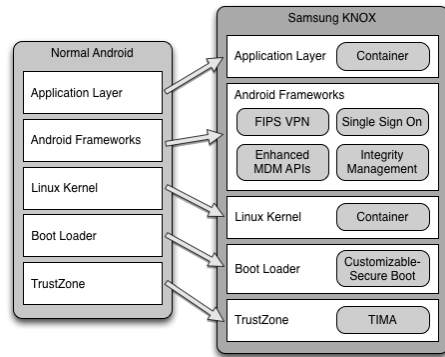 Normal Android
Application Layer
Android Frameworks
Linux Kernel
Boot Loader
TrustZone
Samsung KNOX
Application Layer
Container
Android Frameworks
FIPS VPN
Single Sign On
Enhanced
MDM APIs
Integrity
Management
Linux Kernel
Container
Boot Loader
Customizable-
Secure Boot
TrustZone
TIMA